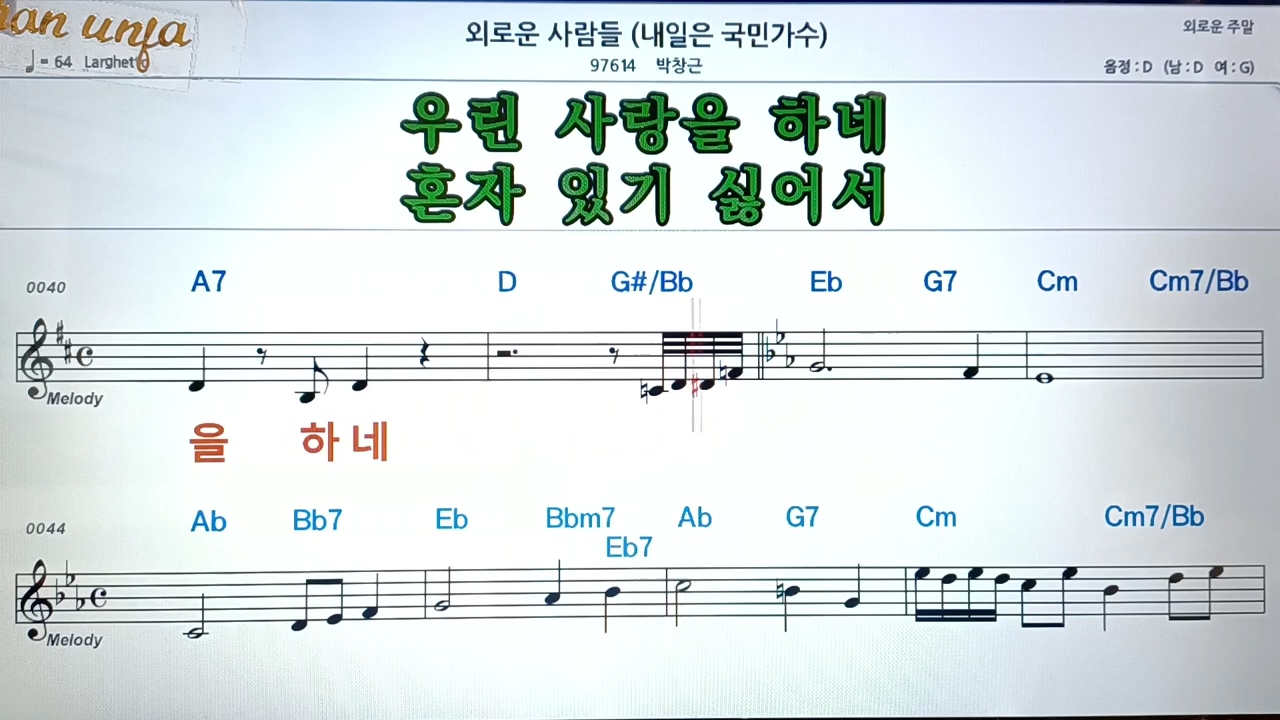 외로운 사람들 (내일은 국민가수)
외로운 주말
♩= 64 Larghetto
97614 박창근
음정 : D (남 : D 여 : G)
우린 사랑을 하네
혼자 있기 싫어서
0040 A7 D G#/Bb Eb G7 Cm Cm7/Bb
Melody
을 하 네
0044 Ab Bb7 Eb Bbm7 Ab G7 Cm Cm7/Bb
Eb7
Melody